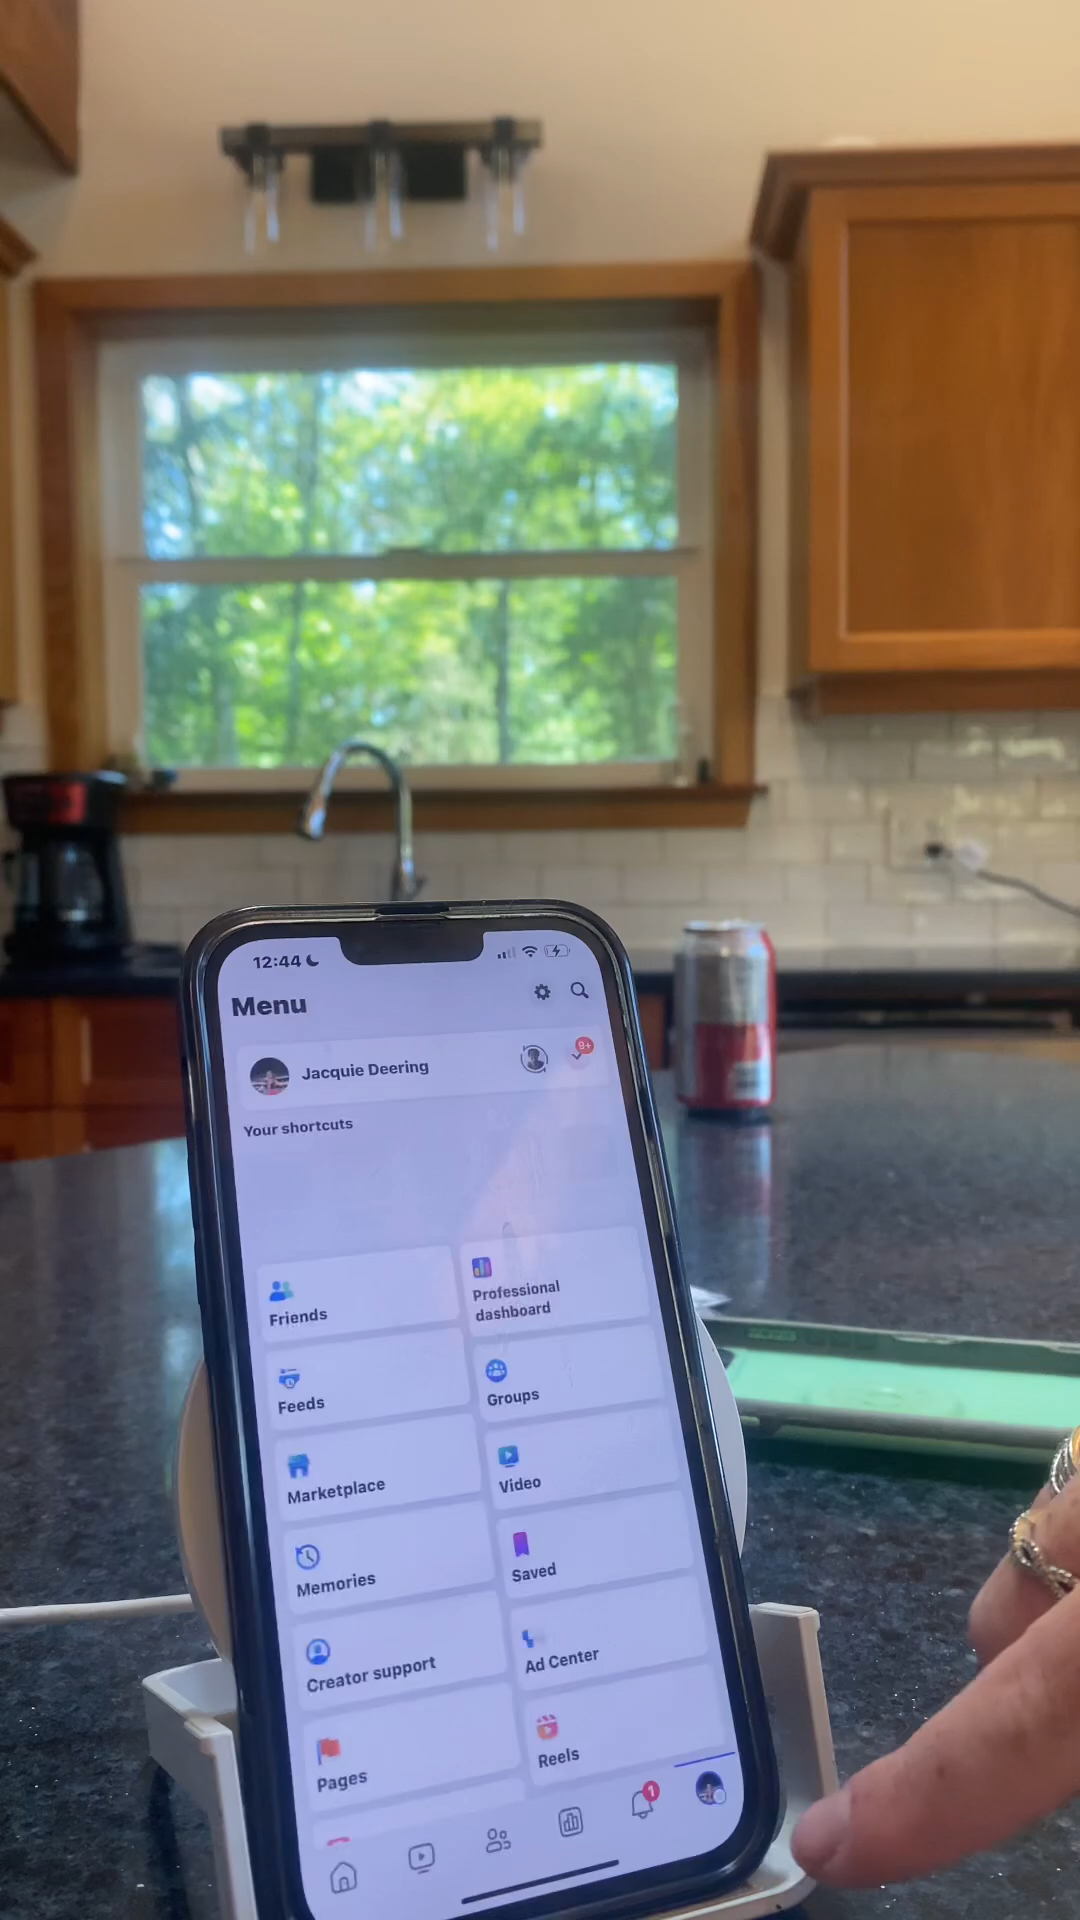 12:44
Menu
Jacquie Deering
9+
Your shortcuts
Friends
Professional
dashboard
Feeds
Groups
Marketplace
Video
Memories
Saved
Creator support
Ad Center
Pages
Reels
1